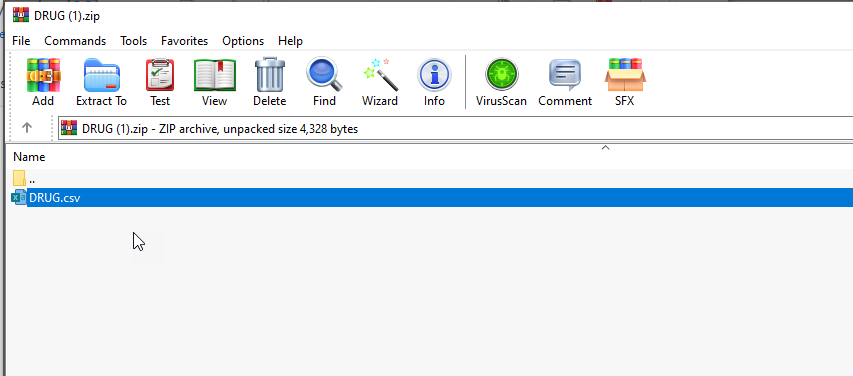 DRUG (1).zip
File Commands Tools Favorites Options Help
Add Extract To Test View Delete Find Wizard Info VirusScan Comment SFX
DRUG (1).zip - ZIP archive, unpacked size 4,328 bytes
Name
..
DRUG.csv